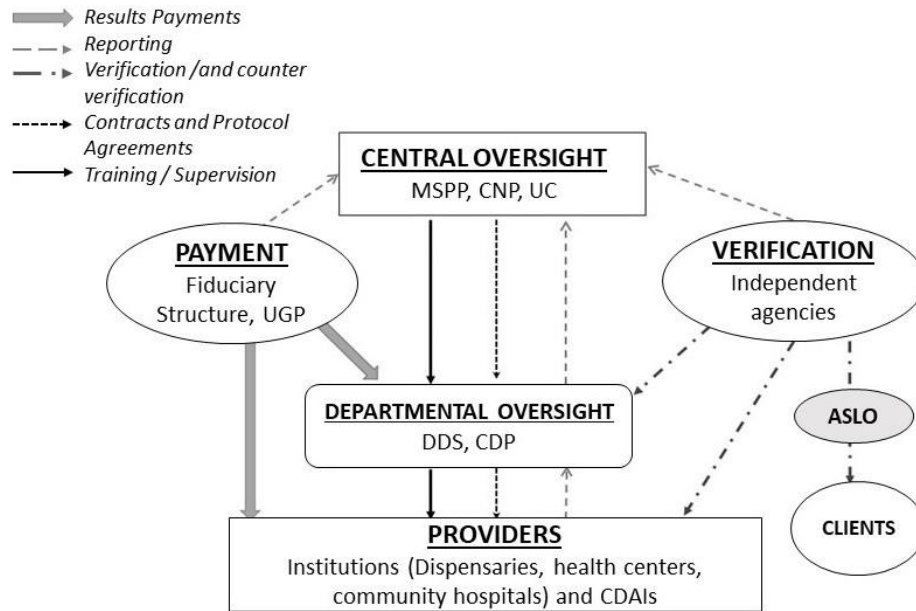 Results Payments
Reporting
Verification /and counter
verification
Contracts and Protocol
Agreements
Training / Supervision
CENTRAL OVERSIGHT
MSPP, CNP, UC
PAYMENT
Fiduciary
Structure, UGP
VERIFICATION
Independent
agencies
DEPARTMENTAL OVERSIGHT
DDS, CDP
ASLO
CLIENTS
PROVIDERS
Institutions (Dispensaries, health centers,
community hospitals) and CDAIs